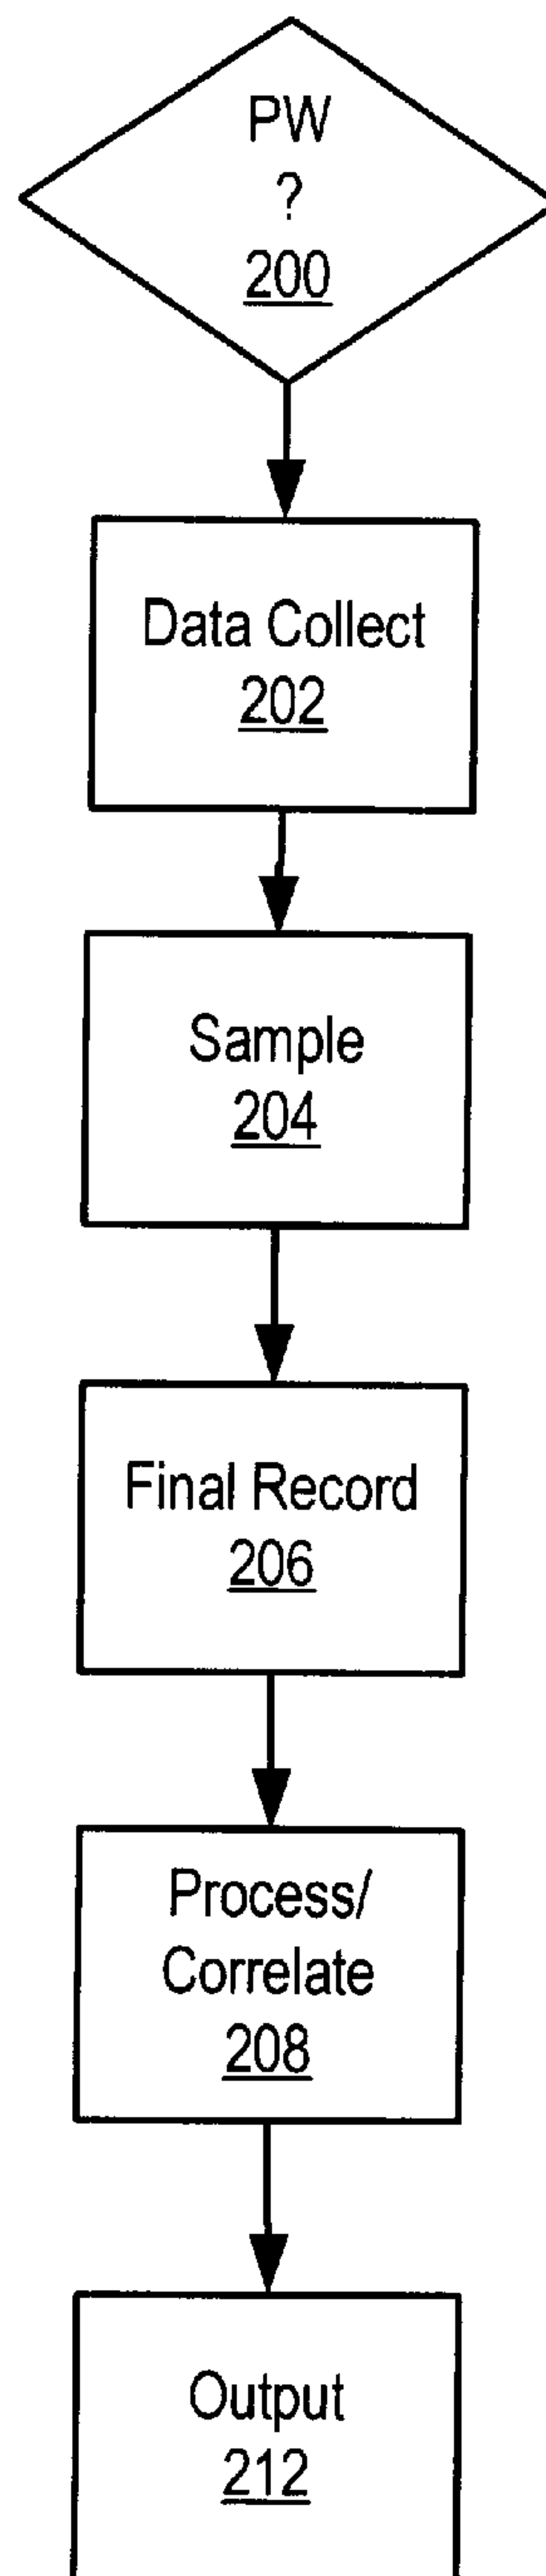 PW
?
200
Data Collect
202
Sample
204
Final Record
206
Process/
Correlate
208
Output
212